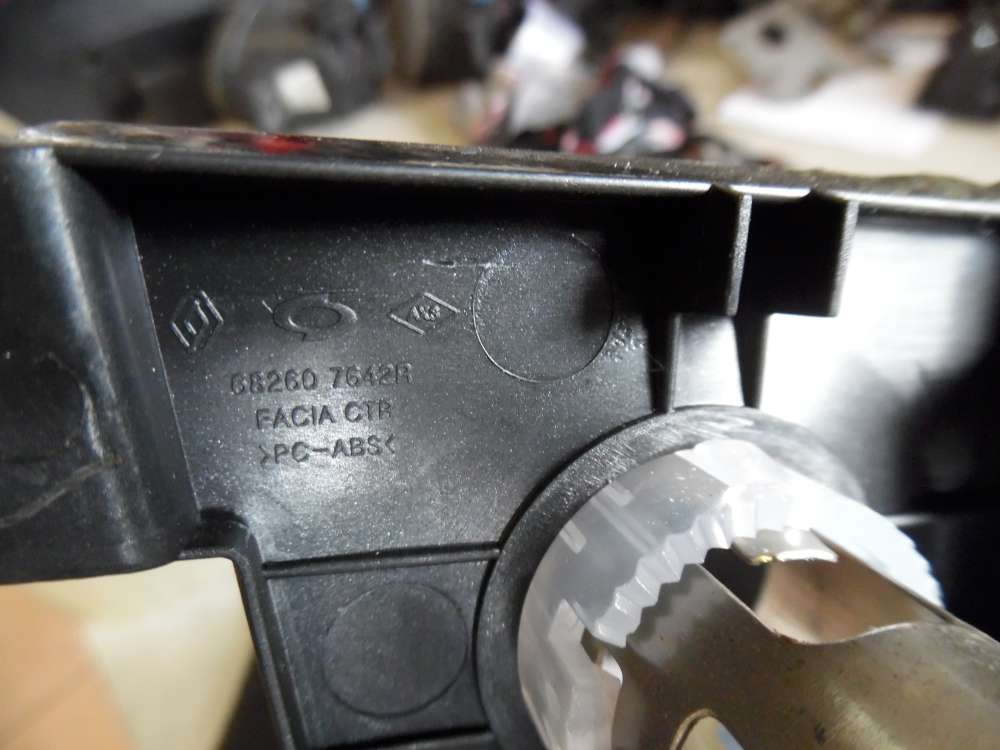 68260 7642R
FACIA CTR
>PC-ABS<